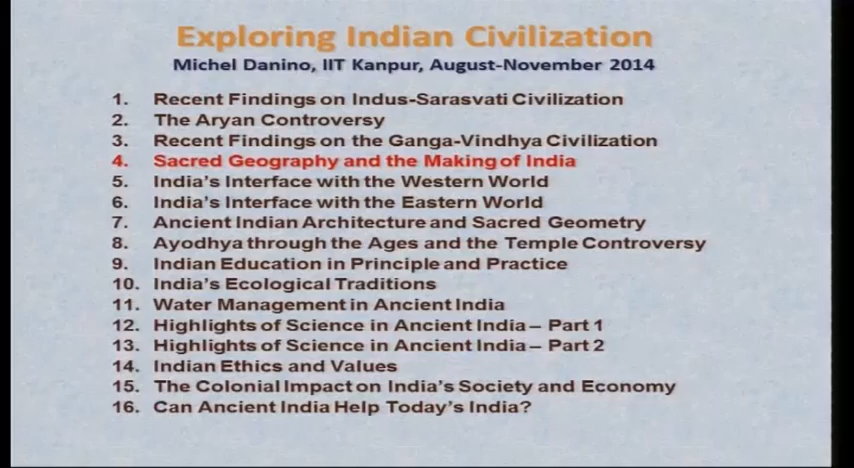 Exploring Indian Civilization
Michel Danino, IIT Kanpur, August-November 2014
1. Recent Findings on Indus-Sarasvati Civilization
2. The Aryan Controversy
3. Recent Findings on the Ganga-Vindhya Civilization
4. Sacred Geography and the Making of India
5. India's Interface with the Western World
6. India's Interface with the Eastern World
7. Ancient Indian Architecture and Sacred Geometry
8. Ayodhya through the Ages and the Temple Controversy
9. Indian Education in Principle and Practice
10. India's Ecological Traditions
11. Water Management in Ancient India
12. Highlights of Science in Ancient India – Part 1
13. Highlights of Science in Ancient India – Part 2
14. Indian Ethics and Values
15. The Colonial Impact on India's Society and Economy
16. Can Ancient India Help Today's India?